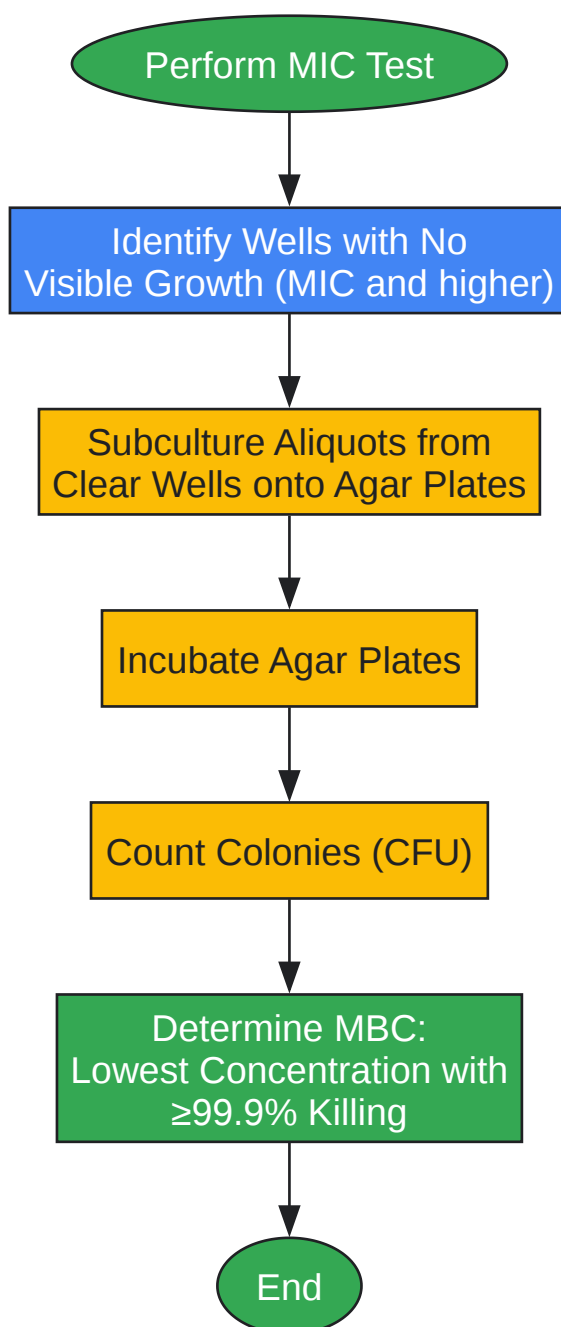 Perform MIC Test
Identify Wells with No
Visible Growth (MIC and higher)
Subculture Aliquots from
Clear Wells onto Agar Plates
Incubate Agar Plates
Count Colonies (CFU)
Determine MBC:
Lowest Concentration with
≥99.9% Killing
End